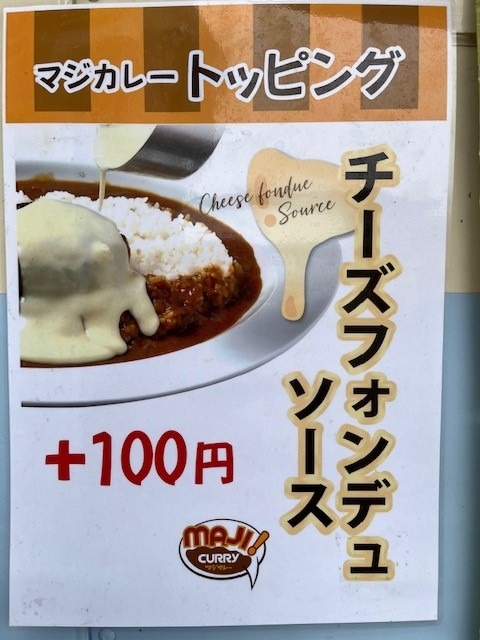 マジカレートッピング
Cheese fondue
Source
チーズフォンデュ
ソース
+100円
MAJI!
CURRY
マジカレー